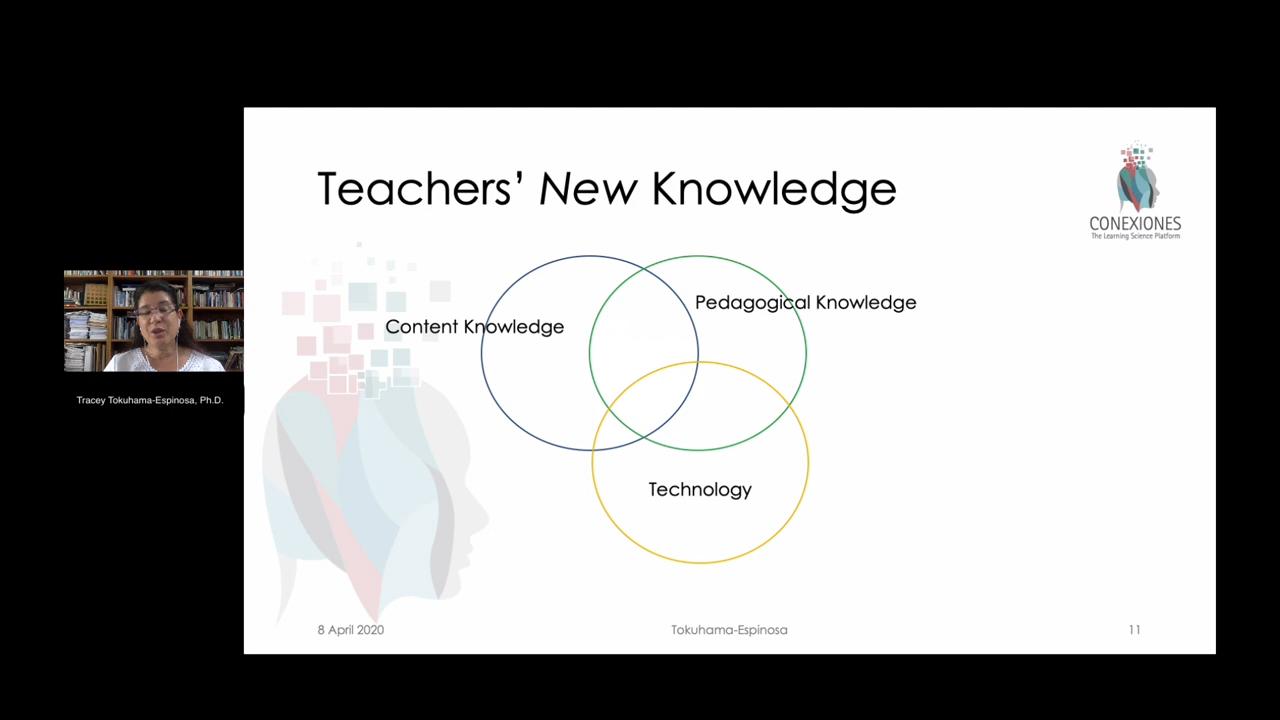 Teachers’ New Knowledge
CONEXIONES
The Learning Science Platform
Pedagogical Knowledge
Content Knowledge
Tracey Tokuhama-Espinosa, Ph.D.
Technology
8 April 2020
Tokuhama-Espinosa
11